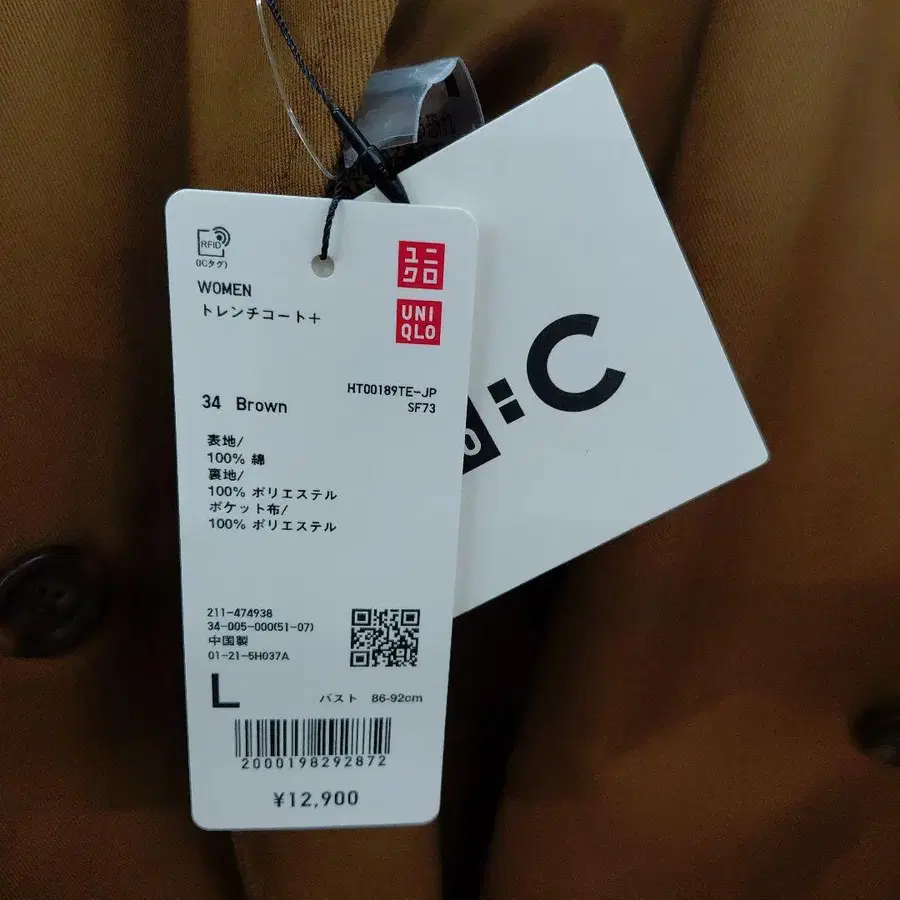 RFID
(ICタグ)
ユニ
クロ
WOMEN
トレンチコート+
UNI
QLO
HT00189TE-JP
34 Brown
SF73
表地/
100% 綿
裏地/
100% ポリエステル
ポケット布/
100% ポリエステル
211-474938
34-005-000(51-07)
中国製
01-21-5H037A
L
バスト 86-92cm
2000198292872
¥12,900
:C